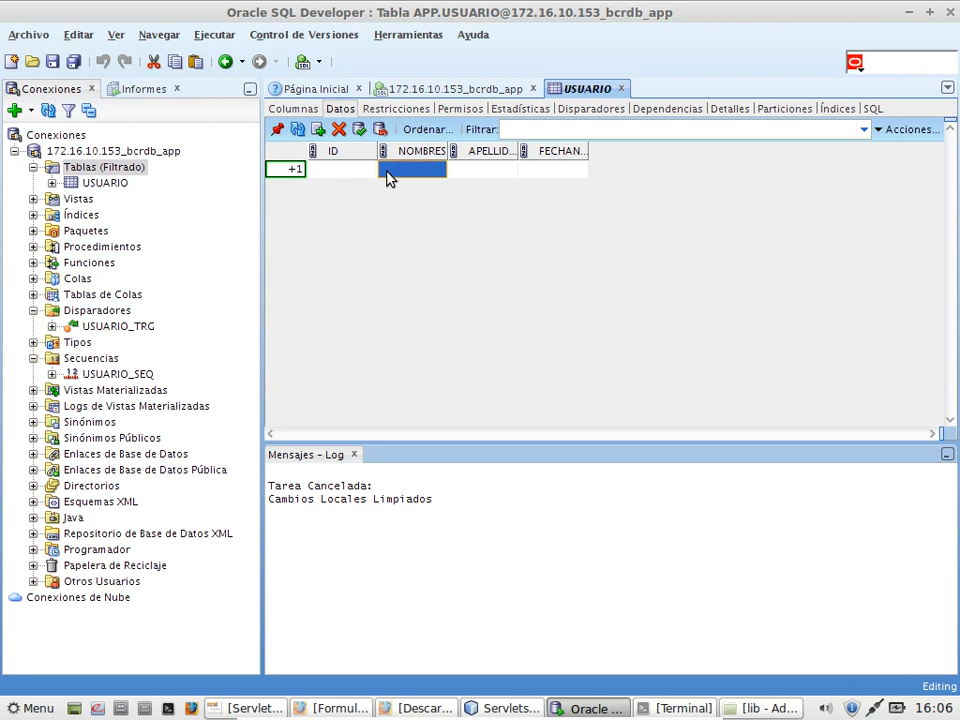 Oracle SQL Developer : Tabla APP.USUARIO@172.16.10.153_bcrdb_app
Archivo Editar Ver Navegar Ejecutar Control de Versiones Herramientas Ayuda
Conexiones Informes
Página Inicial 172.16.10.153_bcrdb_app USUARIO
Columnas Datos Restricciones Permisos Estadísticas Disparadores Dependencias Detalles Particiones Índices SQL
Ordenar... Filtrar: Acciones...
ID NOMBRES APELLID... FECHAN...
+1
Conexiones
172.16.10.153_bcrdb_app
Tablas (Filtrado)
USUARIO
Vistas
Índices
Paquetes
Procedimientos
Funciones
Colas
Tablas de Colas
Disparadores
USUARIO_TRG
Tipos
Secuencias
USUARIO_SEQ
Vistas Materializadas
Logs de Vistas Materializadas
Sinónimos
Sinónimos Públicos
Enlaces de Base de Datos
Enlaces de Base de Datos Pública
Directorios
Esquemas XML
Java
Repositorio de Base de Datos XML
Programador
Papelera de Reciclaje
Otros Usuarios
Conexiones de Nube
Mensajes - Log
Tarea Cancelada:
Cambios Locales Limpiados
Editing
Menu [Servlet... [Formul... [Descar... Servlets... Oracle ... [Terminal] [lib - Ad... 16:06